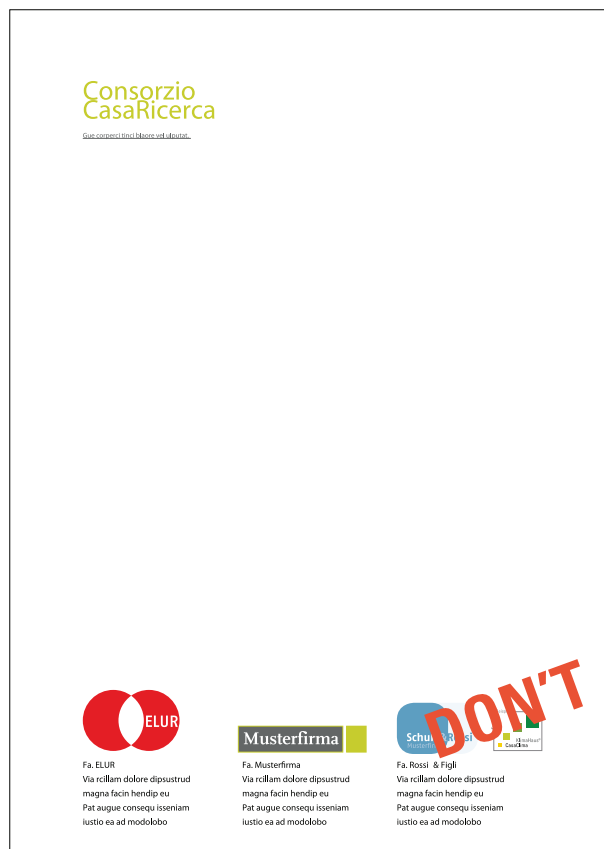 Consorzio
CasaRicerca
Gue corperci tinci blaore vel ulputat.
ELUR
Musterfirma
DON'T
KlimaHaus®
CasaClima
Fa. ELUR
Via rcillam dolore dipsustrud
magna facin hendip eu
Pat augue consequ isseniam
iustio ea ad modolobo
Fa. Musterfirma
Via rcillam dolore dipsustrud
magna facin hendip eu
Pat augue consequ isseniam
iustio ea ad modolobo
Fa. Rossi & Figli
Via rcillam dolore dipsustrud
magna facin hendip eu
Pat augue consequ isseniam
iustio ea ad modolobo